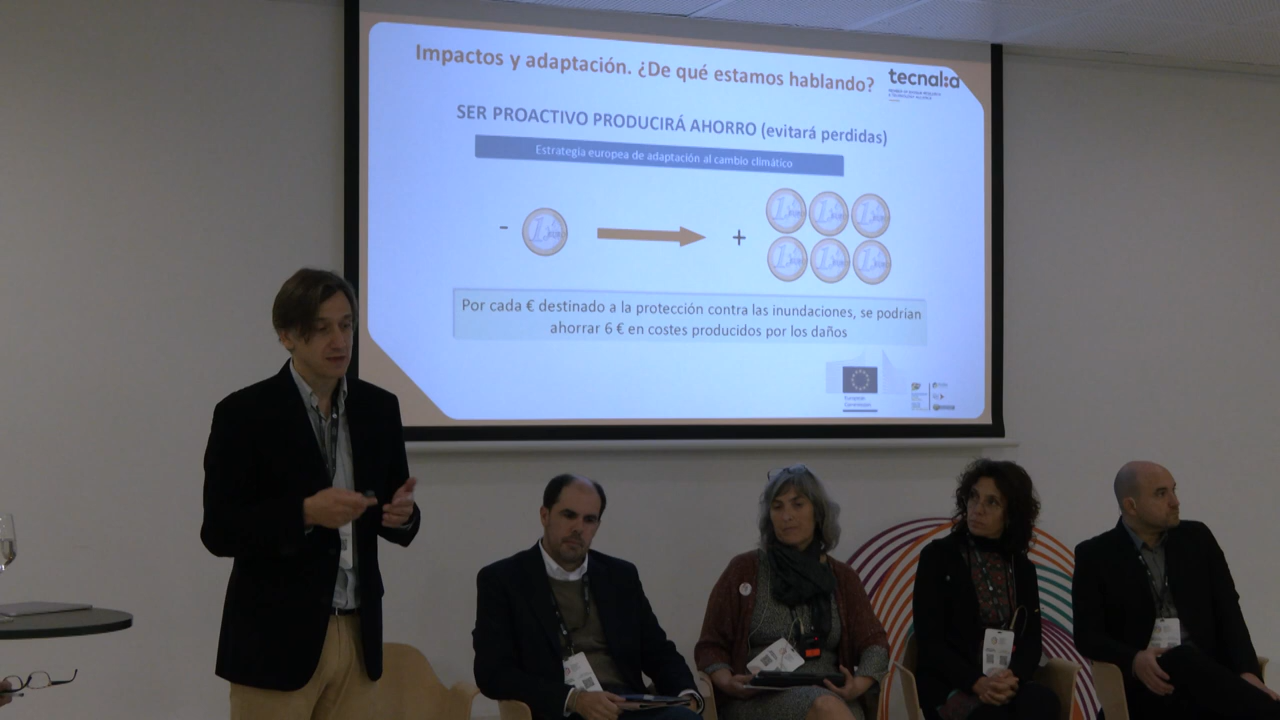 Impactos y adaptación. ¿De qué estamos hablando?
tecnal:a
SER PROACTIVO PRODUCIRÁ AHORRO (evitará perdidas)
Estrategia europea de adaptación al cambio climático
-
+
Por cada € destinado a la protección contra las inundaciones, se podrían
ahorrar 6 € en costes producidos por los daños
European
Commission